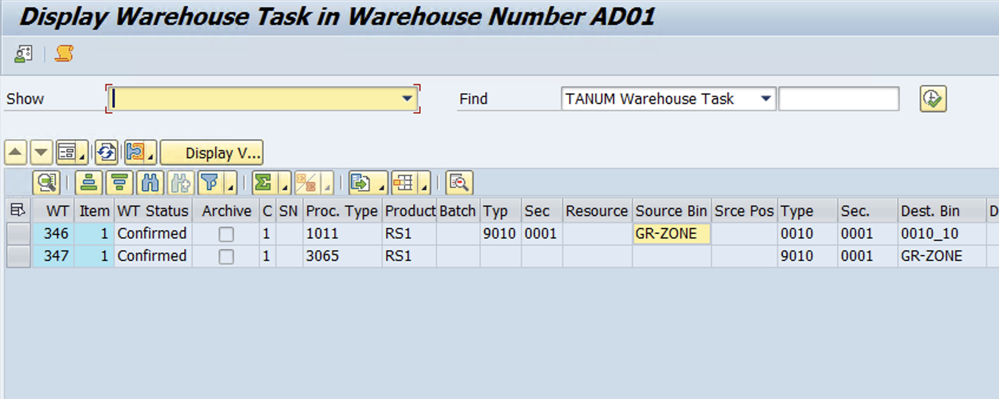 Display Warehouse Task in Warehouse Number AD01
Show Find TANUM Warehouse Task
Display V...
WT Item WT Status Archive C SN Proc. Type Product Batch Typ Sec Resource Source Bin Srce Pos Type Sec. Dest. Bin D
346 1 Confirmed 1 1011 RS1 9010 0001 GR-ZONE 0010 0001 0010_10
347 1 Confirmed 1 3065 RS1 9010 0001 GR-ZONE